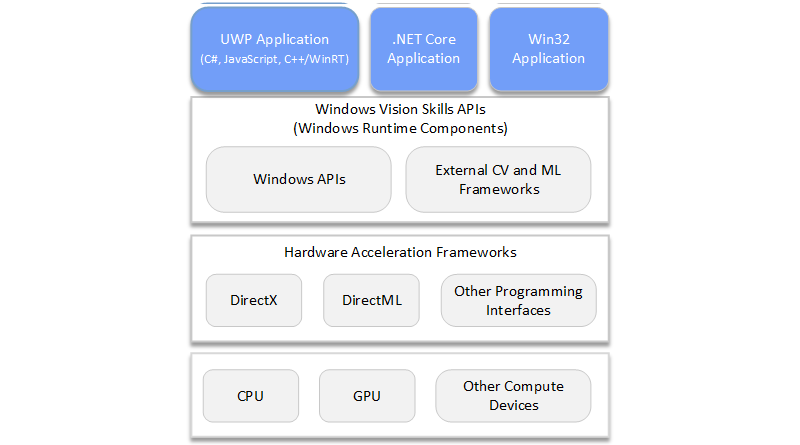 UWP Application
(C#, JavaScript, C++/WinRT)
.NET Core
Application
Win32
Application
Windows Vision Skills APIs
(Windows Runtime Components)
Windows APIs
External CV and ML
Frameworks
Hardware Acceleration Frameworks
DirectX
DirectML
Other Programming
Interfaces
CPU
GPU
Other Compute
Devices